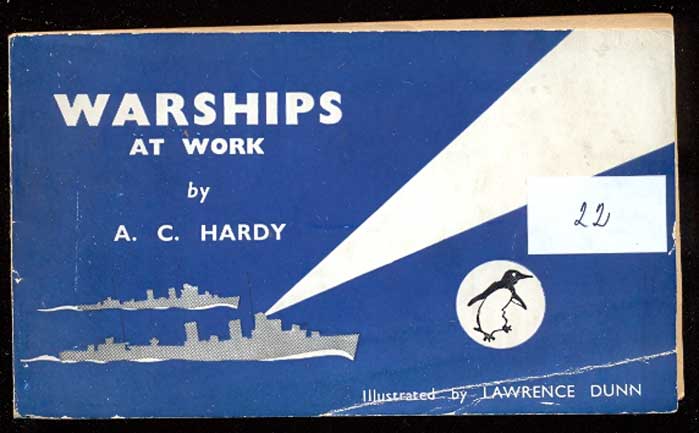 WARSHIPS
AT WORK
by
A. C. HARDY
22
Illustrated by LAWRENCE DUNN